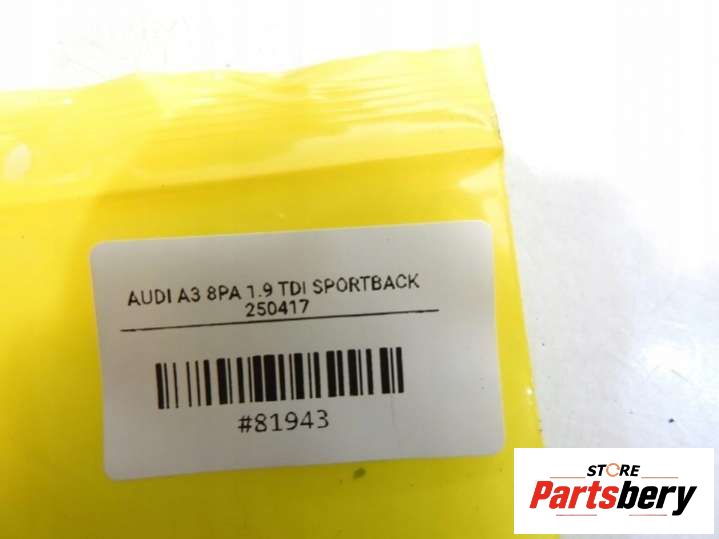 AUDI A3 8PA 1.9 TDI SPORTBACK
250417
#81943
STORE
Partsbery